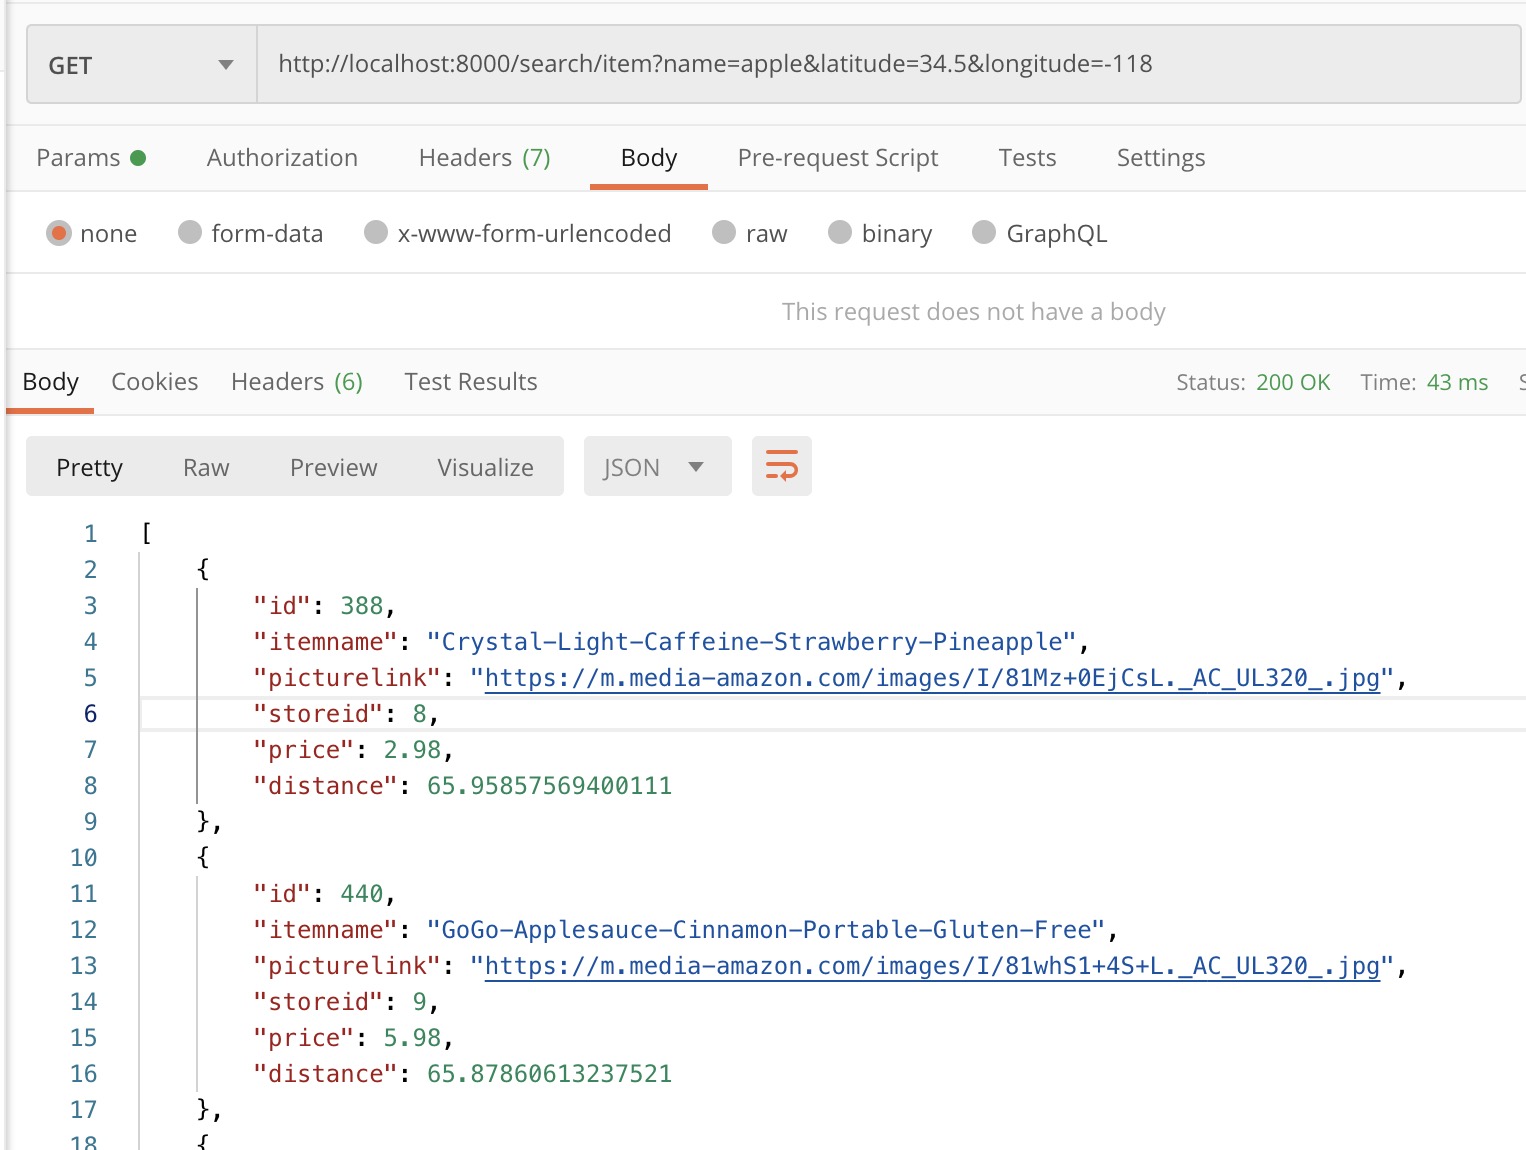 GET http://localhost:8000/search/item?name=apple&latitude=34.5&longitude=-118
Params Authorization Headers (7) Body Pre-request Script Tests Settings
none form-data x-www-form-urlencoded raw binary GraphQL
This request does not have a body
Body Cookies Headers (6) Test Results Status: 200 OK Time: 43 ms S
Pretty Raw Preview Visualize JSON
1 [
2 {
3 "id": 388,
4 "itemname": "Crystal-Light-Caffeine-Strawberry-Pineapple",
5 "picturelink": "https://m.media-amazon.com/images/I/81Mz+0EjCsL._AC_UL320_.jpg",
6 "storeid": 8,
7 "price": 2.98,
8 "distance": 65.95857569400111
9 },
10 {
11 "id": 440,
12 "itemname": "GoGo-Applesauce-Cinnamon-Portable-Gluten-Free",
13 "picturelink": "https://m.media-amazon.com/images/I/81whS1+4S+L._AC_UL320_.jpg",
14 "storeid": 9,
15 "price": 5.98,
16 "distance": 65.87860613237521
17 },
18 {